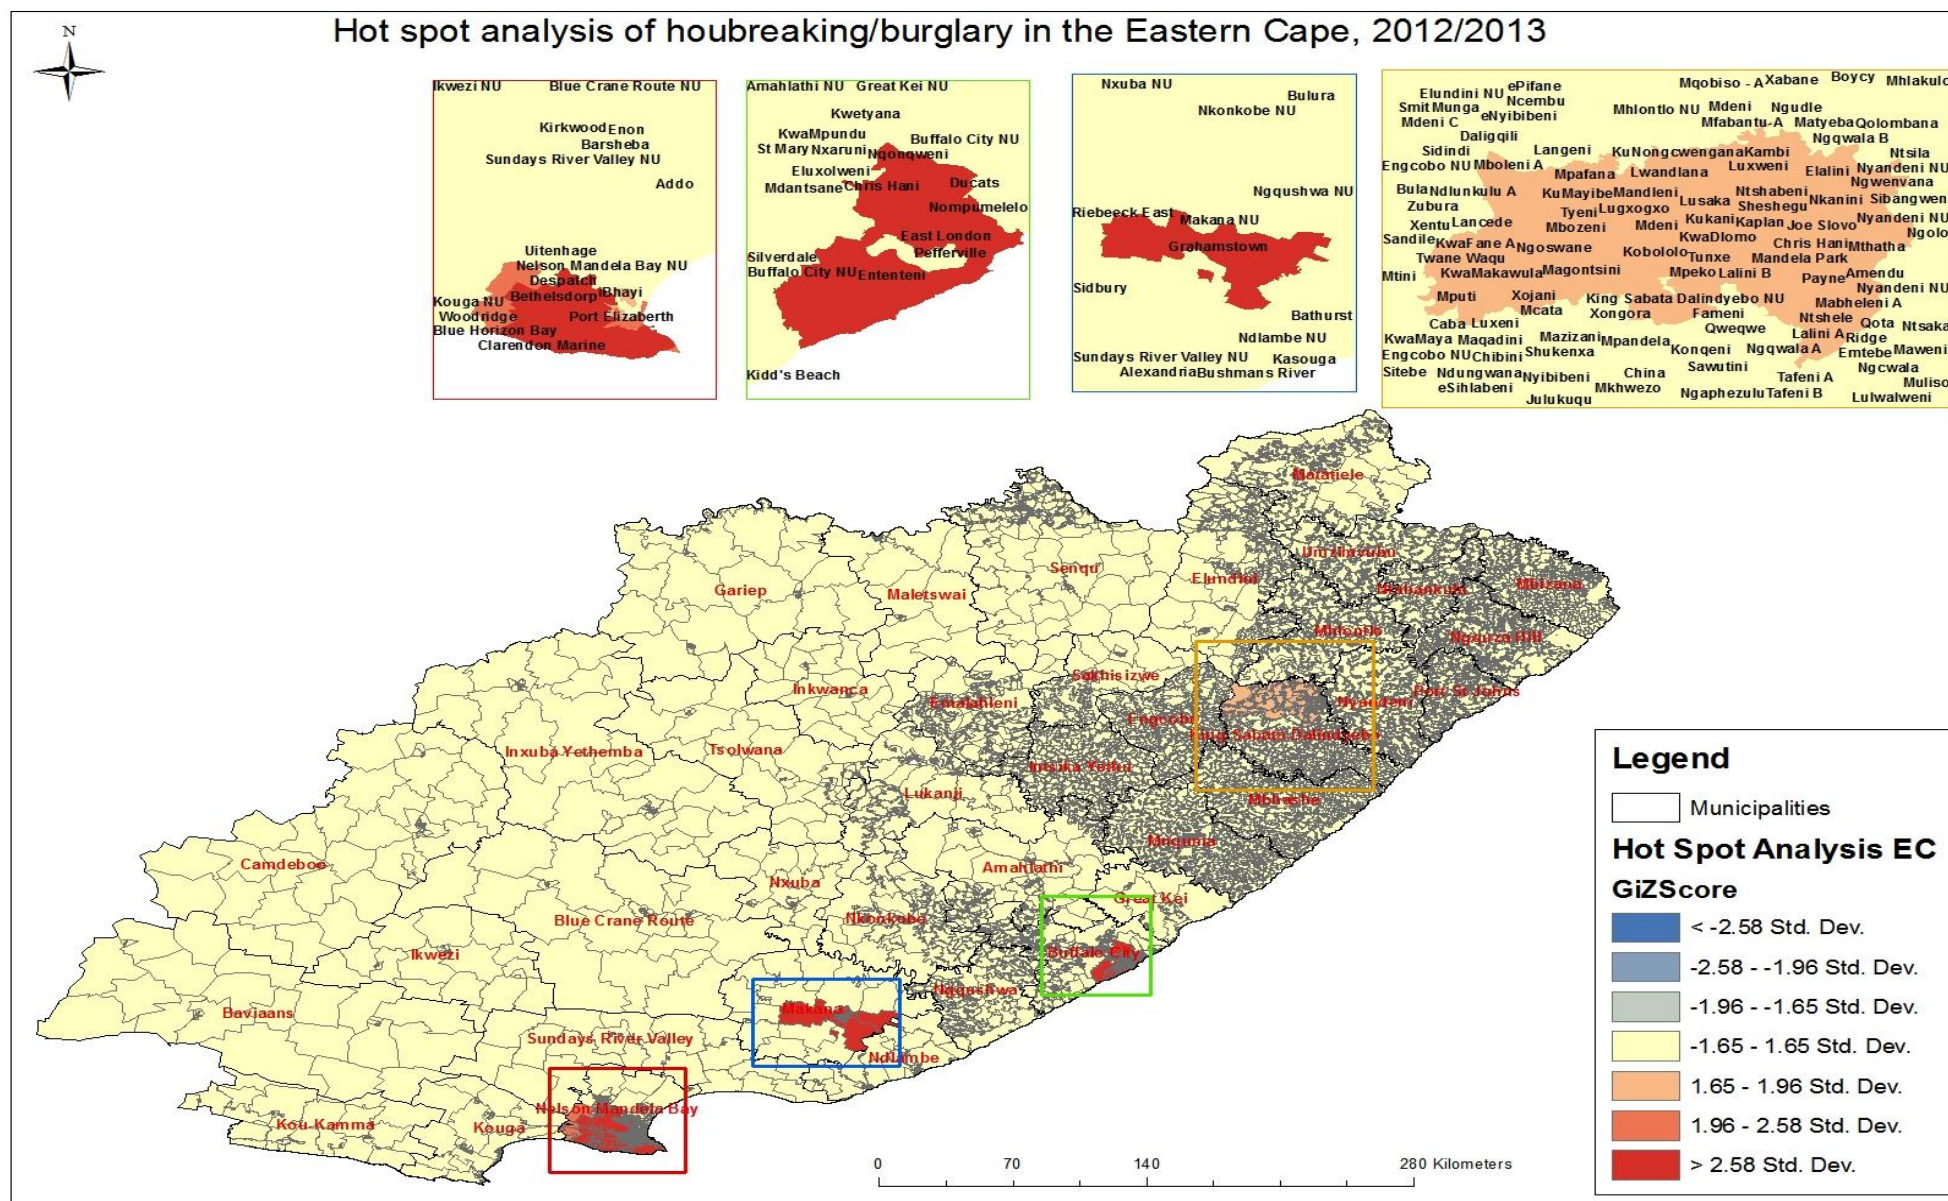 Hot spot analysis of houbreaking/burglary in the Eastern Cape, 2012/2013
N
Ikwezi NU
Blue Crane Route NU
Kirkwood
Enon
Barsheba
Sundays River Valley NU
Addo
Uitenhage
Nelson Mandela Bay NU
Despatch
Bethelsdorp
IBhayi
Kouga NU
Woodridge
Port Elizaberth
Blue Horizon Bay
Clarendon Marine
Amahlathi NU
Great Kei NU
Kwetyana
KwaMpundu
Buffalo City NU
St Mary
Nxaruni
Nqonqweni
Eluxolweni
Mdantsane
Chris Hani
Ducats
Nompumelelo
East London
Pefferville
Silverdale
Buffalo City NU
Ententeni
Kidd's Beach
Nxuba NU
Bulura
Nkonkobe NU
Ngqushwa NU
Riebeeck East
Makana NU
Grahamstown
Sidbury
Bathurst
Ndlambe NU
Sundays River Valley NU
Kasouga
Alexandria
Bushmans River
Elundini NU
ePifane
Ncembu
Mqobiso - A
Xabane
Boycy
Mhlakulo
Smit
Munga
eNyibibeni
Mhlontlo NU
Mdeni
Ngudle
Mdeni C
Mfabantu-A
Matyeba
Qolombana
Daligqili
Ngqwala B
Sidindi
Langeni
KuNongcwengana
Kambi
Ntsila
Engcobo NU
Mboleni A
Mpafana
Lwandlana
Luxweni
Elalini
Nyandeni NU
Ngwenvana
Bula
Ndlunkulu A
KuMayibe
Mandleni
Ntshabeni
Nkanini
Sibangwen
Zubura
Tyeni
Lugxogxo
Lusaka
Sheshegu
Xentu
Lancede
Mbozeni
Mdeni
Kukani
Kaplan
Joe Slovo
Nyandeni NU
Ngolo
Sandile
KwaFane A
Ngoswane
KwaDlomo
Chris Hani
Mthatha
Twane
Waqu
Kobololo
Tunxe
Mandela Park
Mtini
KwaMakawula
Magontsini
Mpeko
Lalini B
Payne
Amendu
Nyandeni NU
Mputi
Xojani
King Sabata Dalindyebo NU
Mabheleni A
Mcata
Xongora
Fameni
Ntshele
Caba
Luxeni
Qweqwe
Lalini A
Qota
Ntsaka
KwaMaya
Maqadini
Mazizani
Mpandela
Konqeni
Ngqwala A
Ridge
Engcobo NU
Chibini
Shukenxa
Emtebe
Maweni
Sitebe
Ndungwana
Nyibibeni
China
Sawutini
Ngcwala
eSihlabeni
Mkhwezo
Tafeni A
Muliso
Julukuqu
Ngaphezulu
Tafeni B
Lulwalweni
Matatiele
Umzimvubu
Senqu
Elundini
Gariep
Maletswai
Ntabankulu
Mbizana
Mhlontlo
Ngquza Hill
Sakhisizwe
Inkwanca
Emalahleni
Port St Johns
Nyandeni
Engcobo
King Sabata Dalindyebo
Inxuba Yethemba
Tsolwana
Intsika Yethu
Lukanji
Mbhashe
Mnquma
Camdeboo
Amahlathi
Nxuba
Great Kei
Blue Crane Route
Nkonkobe
Ikwezi
Buffalo City
Ngqushwa
Baviaans
Makana
Sundays River Valley
Ndlambe
Nelson Mandela Bay
Kou-Kamma
Kouga
0 70 140 280 Kilometers
Legend
Municipalities
Hot Spot Analysis EC
GiZScore
< -2.58 Std. Dev.
-2.58 - -1.96 Std. Dev.
-1.96 - -1.65 Std. Dev.
-1.65 - 1.65 Std. Dev.
1.65 - 1.96 Std. Dev.
1.96 - 2.58 Std. Dev.
> 2.58 Std. Dev.